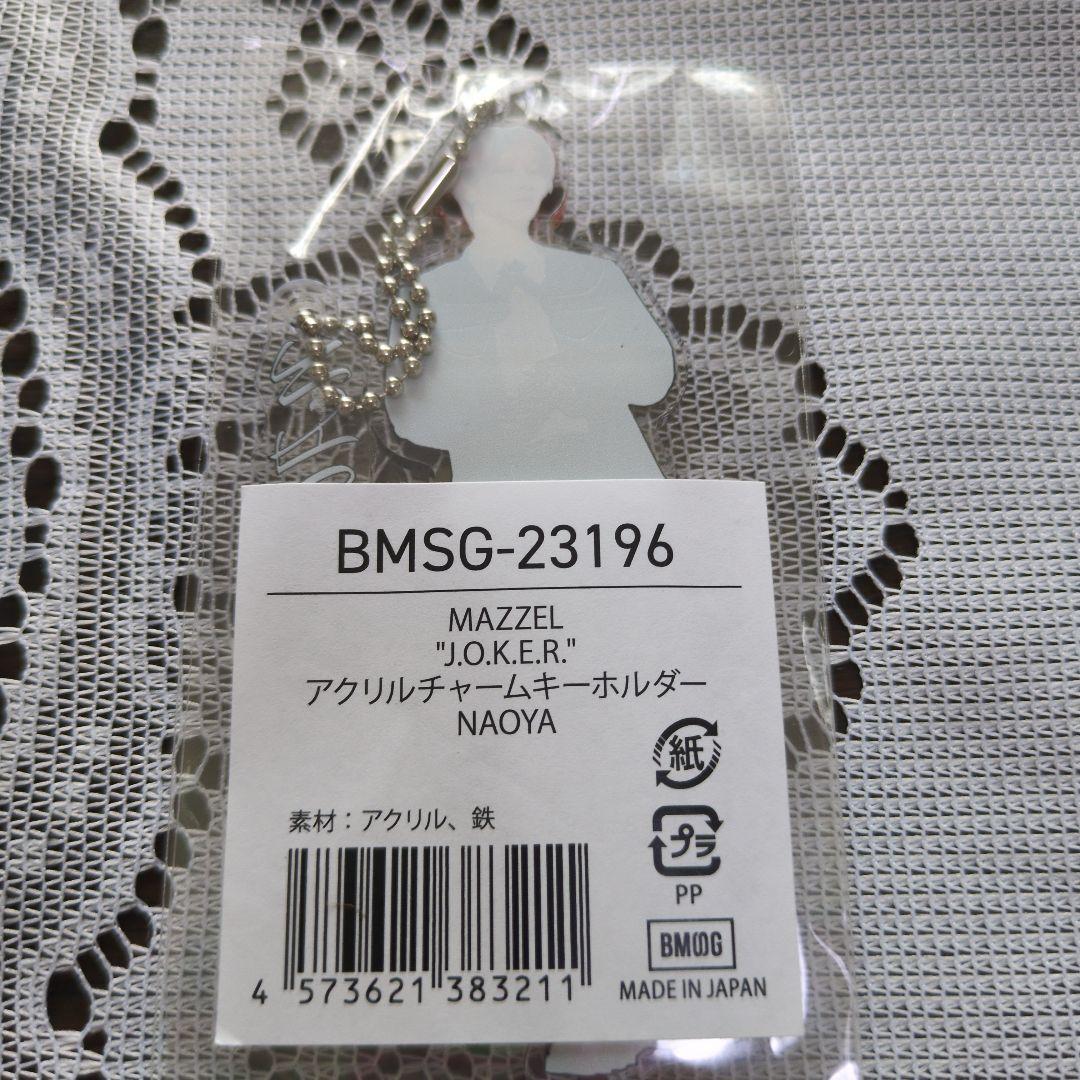 BMSG-23196
MAZZEL
"J.O.K.E.R."
アクリルチャームキーホルダー
NAOYA
紙
素材：アクリル、鉄
プラ
PP
BMSG
4 573621 383211
MADE IN JAPAN